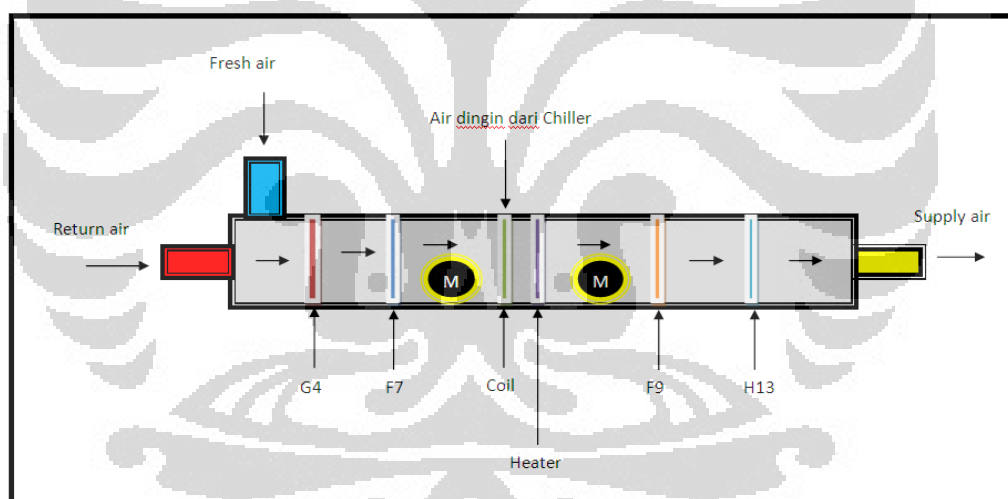 Fresh air
Air dingin dari Chiller
Return air
Supply air
M
M
G4
F7
Coil
F9
H13
Heater